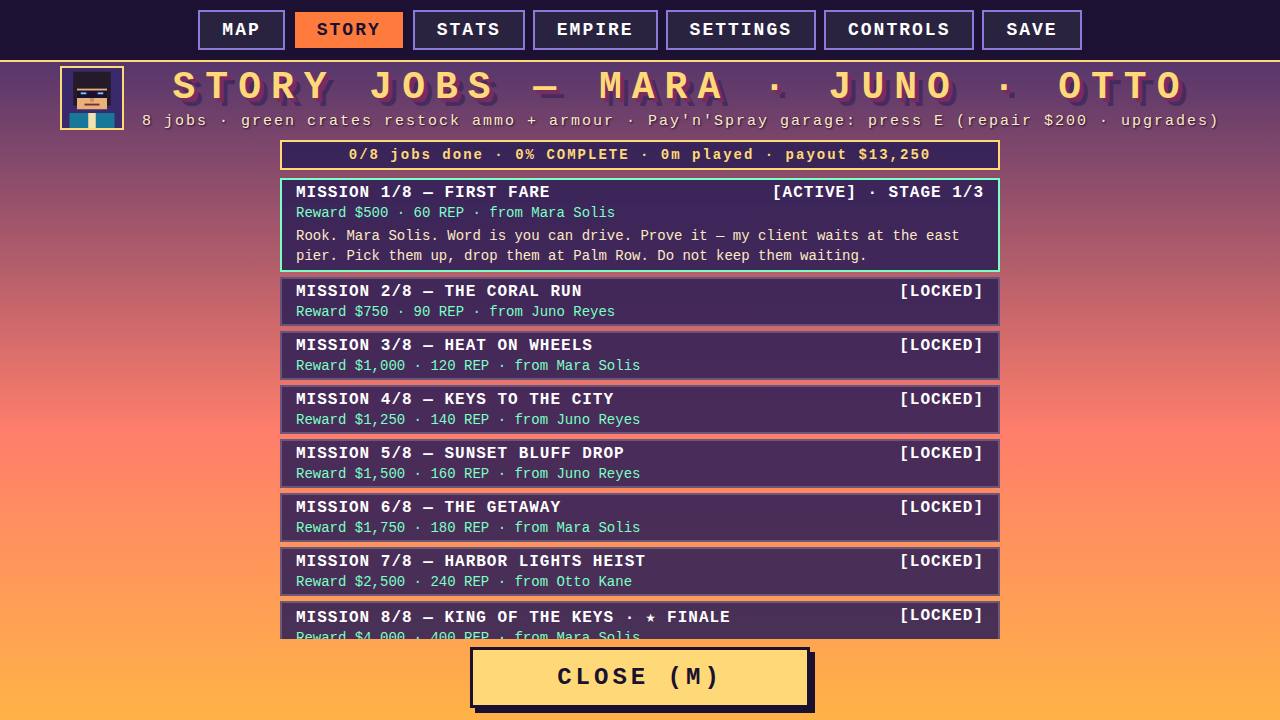 MAP STORY STATS EMPIRE SETTINGS CONTROLS SAVE
STORY JOBS — MARA · JUNO · OTTO
8 jobs · green crates restock ammo + armour · Pay'n'Spray garage: press E (repair $200 · upgrades)
0/8 jobs done · 0% COMPLETE · 0m played · payout $13,250
MISSION 1/8 — FIRST FARE [ACTIVE] · STAGE 1/3
Reward $500 · 60 REP · from Mara Solis
Rook. Mara Solis. Word is you can drive. Prove it — my client waits at the east
pier. Pick them up, drop them at Palm Row. Do not keep them waiting.
MISSION 2/8 — THE CORAL RUN [LOCKED]
Reward $750 · 90 REP · from Juno Reyes
MISSION 3/8 — HEAT ON WHEELS [LOCKED]
Reward $1,000 · 120 REP · from Mara Solis
MISSION 4/8 — KEYS TO THE CITY [LOCKED]
Reward $1,250 · 140 REP · from Juno Reyes
MISSION 5/8 — SUNSET BLUFF DROP [LOCKED]
Reward $1,500 · 160 REP · from Juno Reyes
MISSION 6/8 — THE GETAWAY [LOCKED]
Reward $1,750 · 180 REP · from Mara Solis
MISSION 7/8 — HARBOR LIGHTS HEIST [LOCKED]
Reward $2,500 · 240 REP · from Otto Kane
MISSION 8/8 — KING OF THE KEYS · ★ FINALE [LOCKED]
Reward $4,000 · 400 REP · from Mara Solis
CLOSE (M)